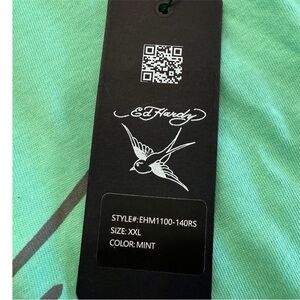 Ed Hardy
STYLE#:EHM1100-140RS
SIZE: XXL
COLOR: MINT